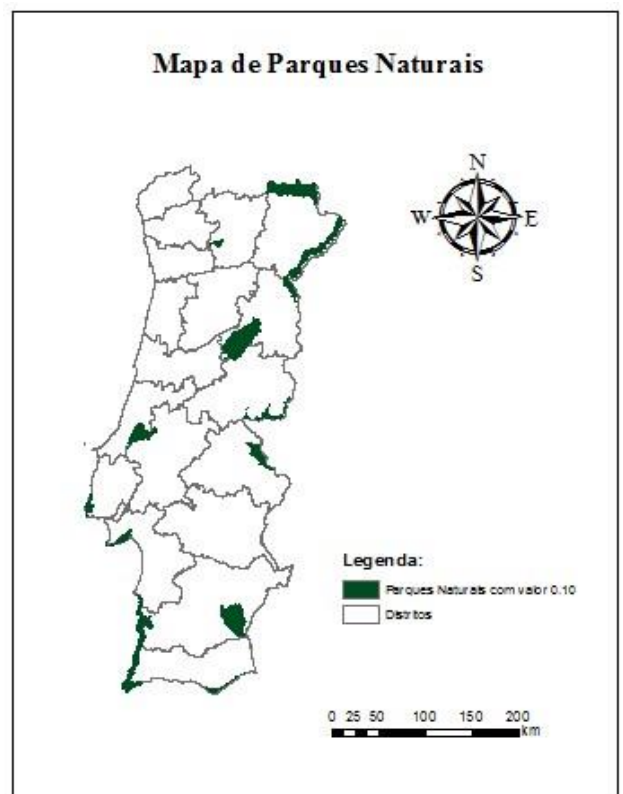 Mapa de Parques Naturais
N
W E
S
Legenda:
Parques Naturais com valor 0.10
Distritos
0 25 50 100 150 200
km